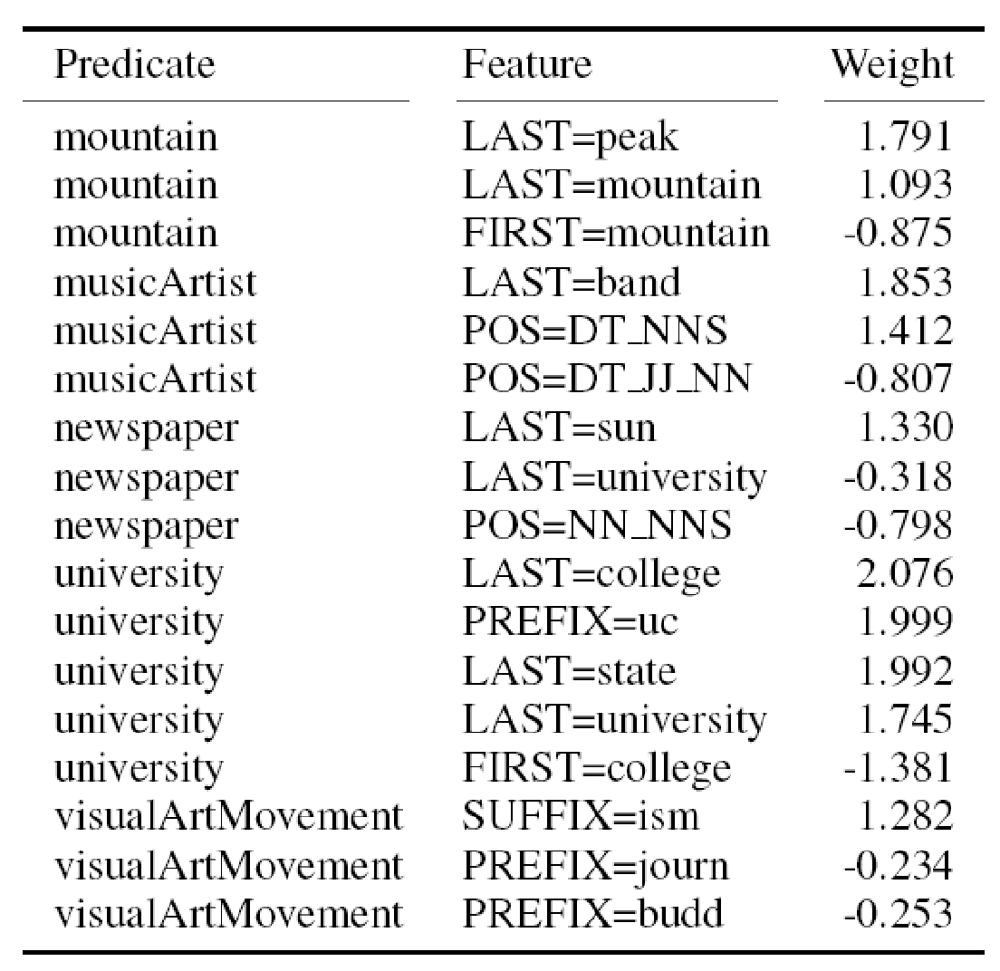 Predicate Feature Weight
mountain LAST=peak 1.791
mountain LAST=mountain 1.093
mountain FIRST=mountain -0.875
musicArtist LAST=band 1.853
musicArtist POS=DT_NNS 1.412
musicArtist POS=DT_JJ_NN -0.807
newspaper LAST=sun 1.330
newspaper LAST=university -0.318
newspaper POS=NN_NNS -0.798
university LAST=college 2.076
university PREFIX=uc 1.999
university LAST=state 1.992
university LAST=university 1.745
university FIRST=college -1.381
visualArtMovement SUFFIX=ism 1.282
visualArtMovement PREFIX=journ -0.234
visualArtMovement PREFIX=budd -0.253